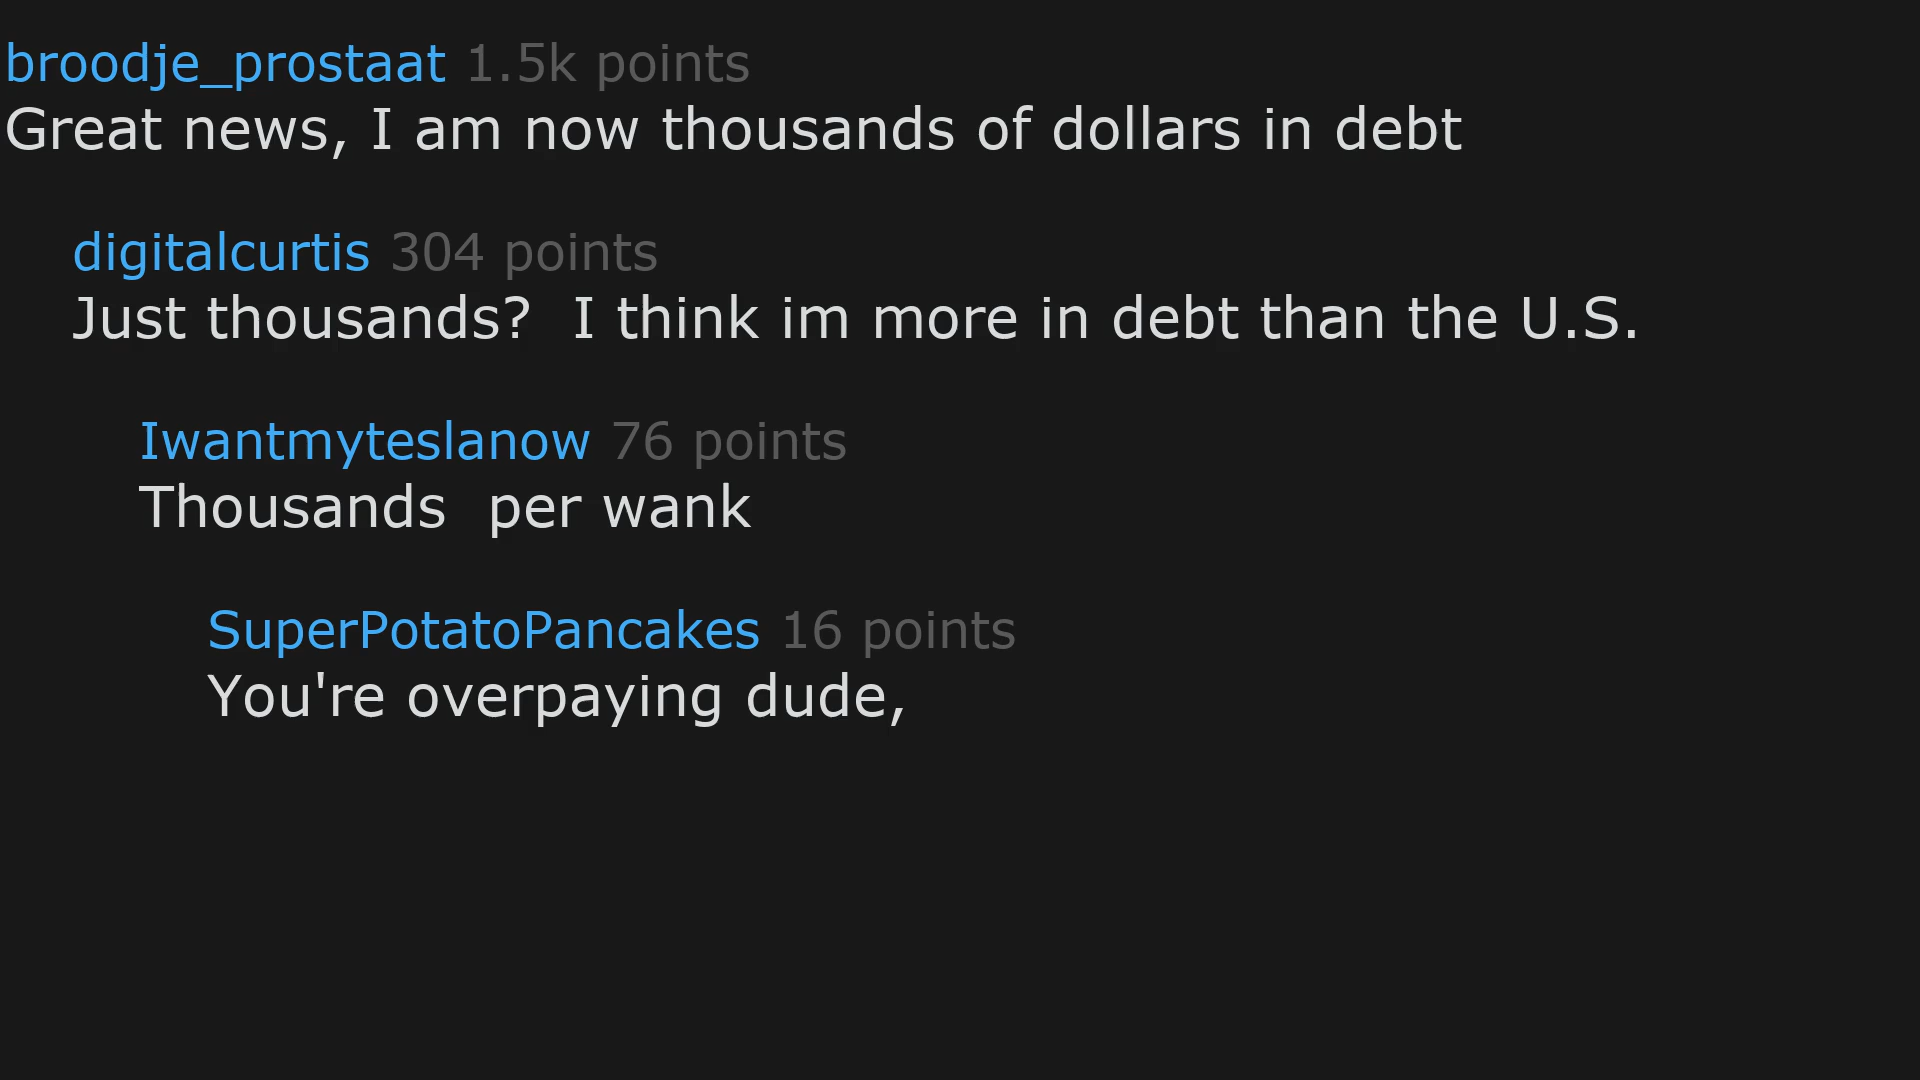 broodje_prostaat 1.5k points
Great news, I am now thousands of dollars in debt
digitalcurtis 304 points
Just thousands?  I think im more in debt than the U.S.
Iwantmyteslanow 76 points
Thousands  per wank
SuperPotatoPancakes 16 points
You're overpaying dude,